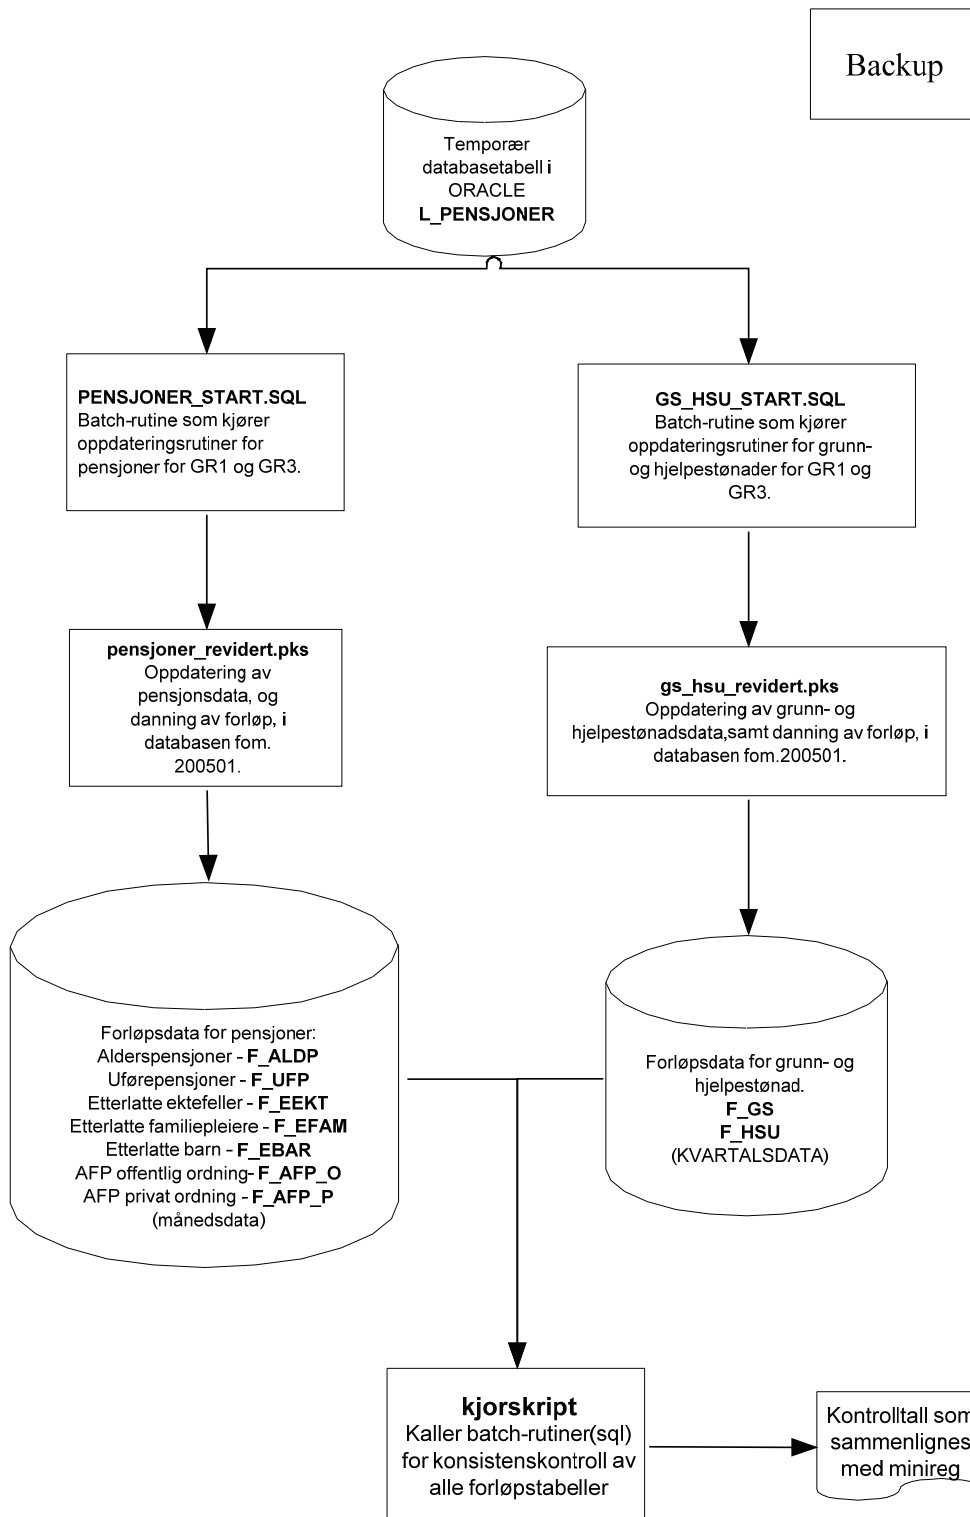 Backup
Temporær
databasetabell i
ORACLE
L_PENSJONER
PENSJONER_START.SQL
Batch-rutine som kjører
oppdateringsrutiner for
pensjoner for GR1 og GR3.
GS_HSU_START.SQL
Batch-rutine som kjører
oppdateringsrutiner for grunn-
og hjelpestønader for GR1 og
GR3.
pensjoner_revidert.pks
Oppdatering av
pensjonsdata, og
danning av forløp, i
databasen fom.
200501.
gs_hsu_revidert.pks
Oppdatering av grunn- og
hjelpestønadsdata,samt danning av forløp, i
databasen fom.200501.
Forløpsdata for pensjoner:
Alderspensjoner - F_ALDP
Uførepensjoner - F_UFP
Etterlatte ektefeller - F_EEKT
Etterlatte familiepleiere - F_EFAM
Etterlatte barn - F_EBAR
AFP offentlig ordning- F_AFP_O
AFP privat ordning - F_AFP_P
(månedsdata)
Forløpsdata for grunn- og
hjelpestønad.
F_GS
F_HSU
(KVARTALSDATA)
kjorskript
Kaller batch-rutiner(sql)
for konsistenskontroll av
alle forløpstabeller
Kontrolltall som
sammenlignes
med minireg